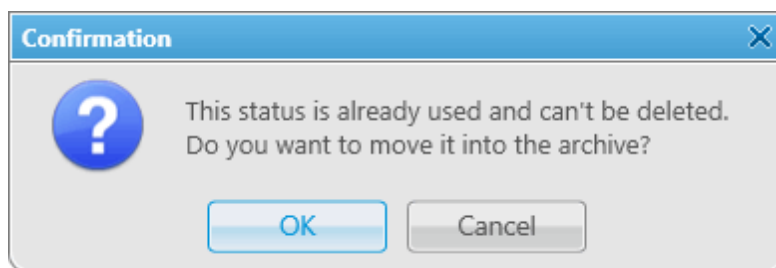 Confirmation
This status is already used and can't be deleted.
Do you want to move it into the archive?
OK
Cancel